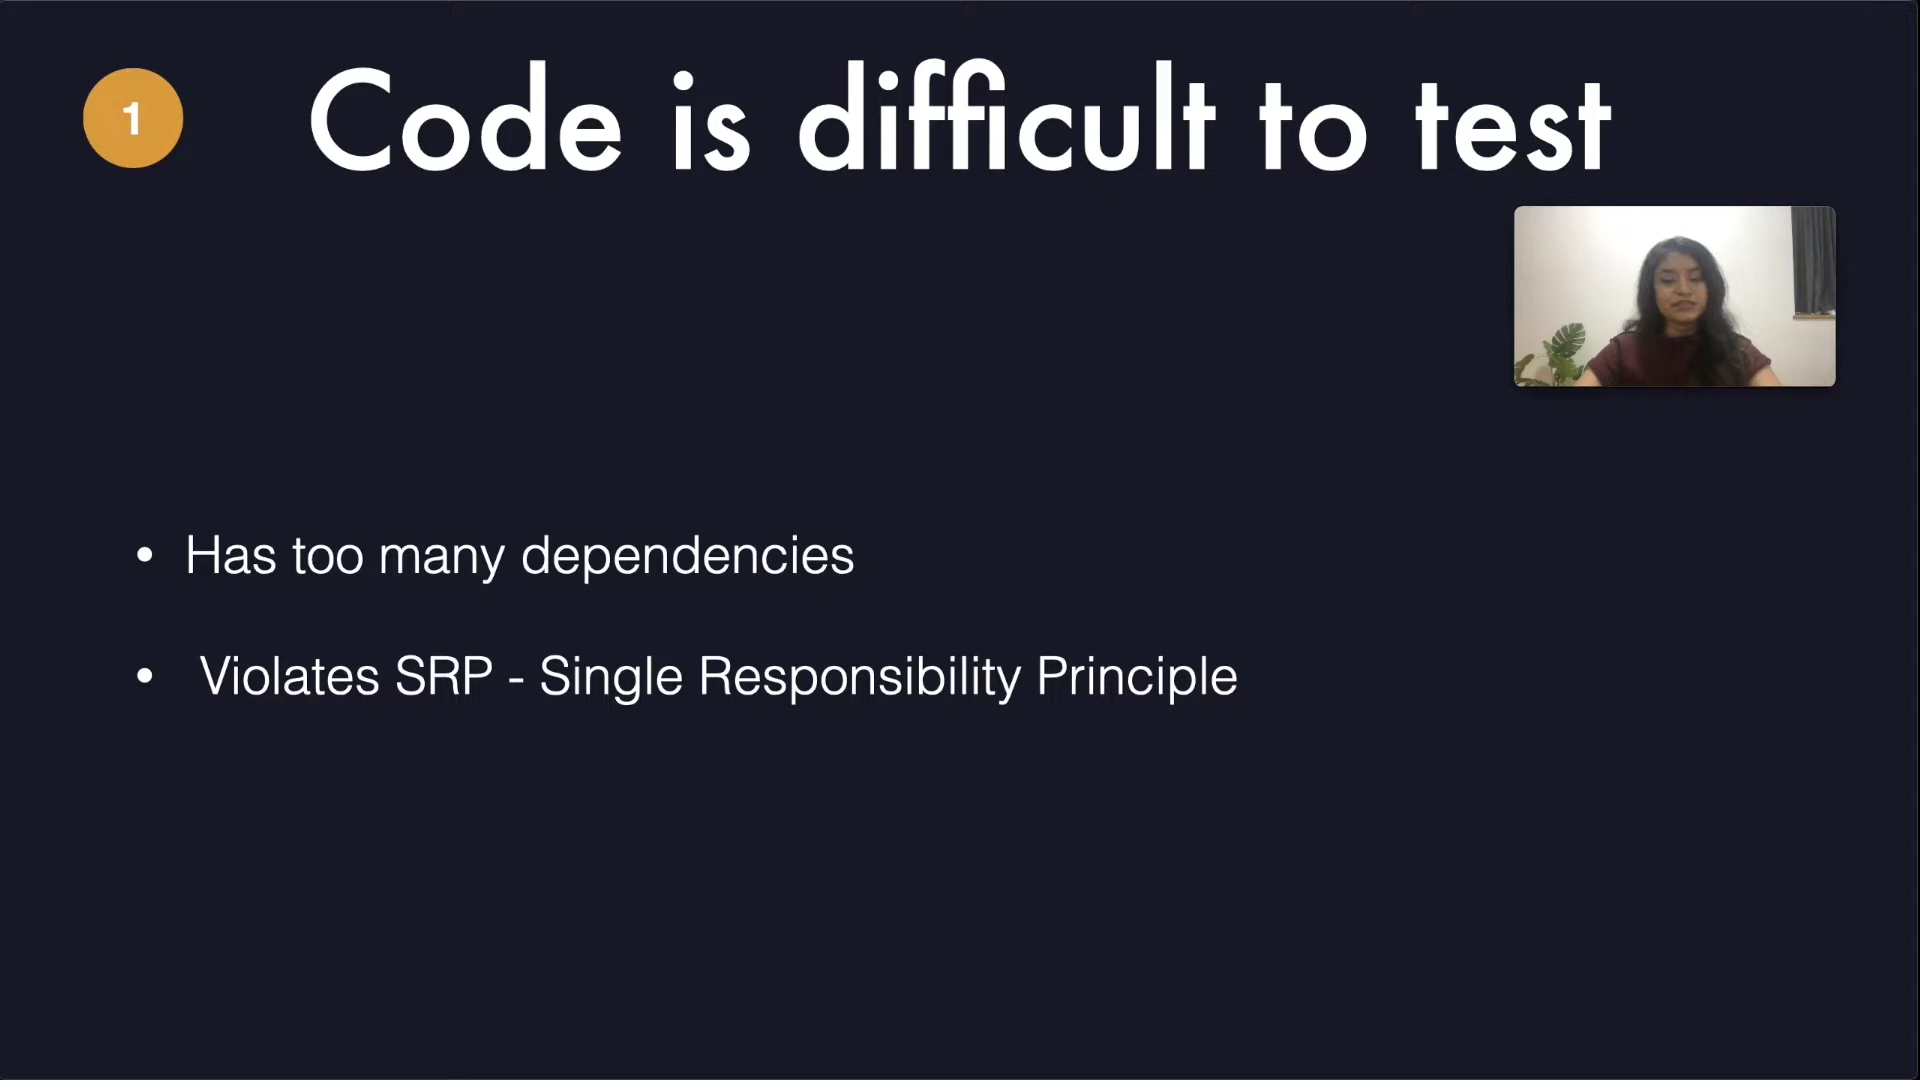 1
Code is difficult to test
• Has too many dependencies
• Violates SRP - Single Responsibility Principle